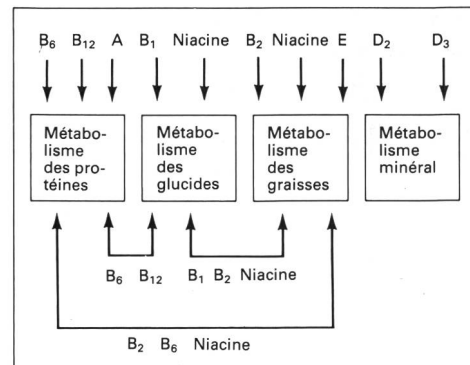 B₆ B₁₂ A B₁ Niacine B₂ Niacine E D₂ D₃
Métabo-
lisme
des pro-
téines
Métabo-
lisme
des
glucides
Métabo-
lisme
des
graisses
Métabo-
lisme
minéral
B₆ B₁₂
B₁ B₂ Niacine
B₂ B₆ Niacine